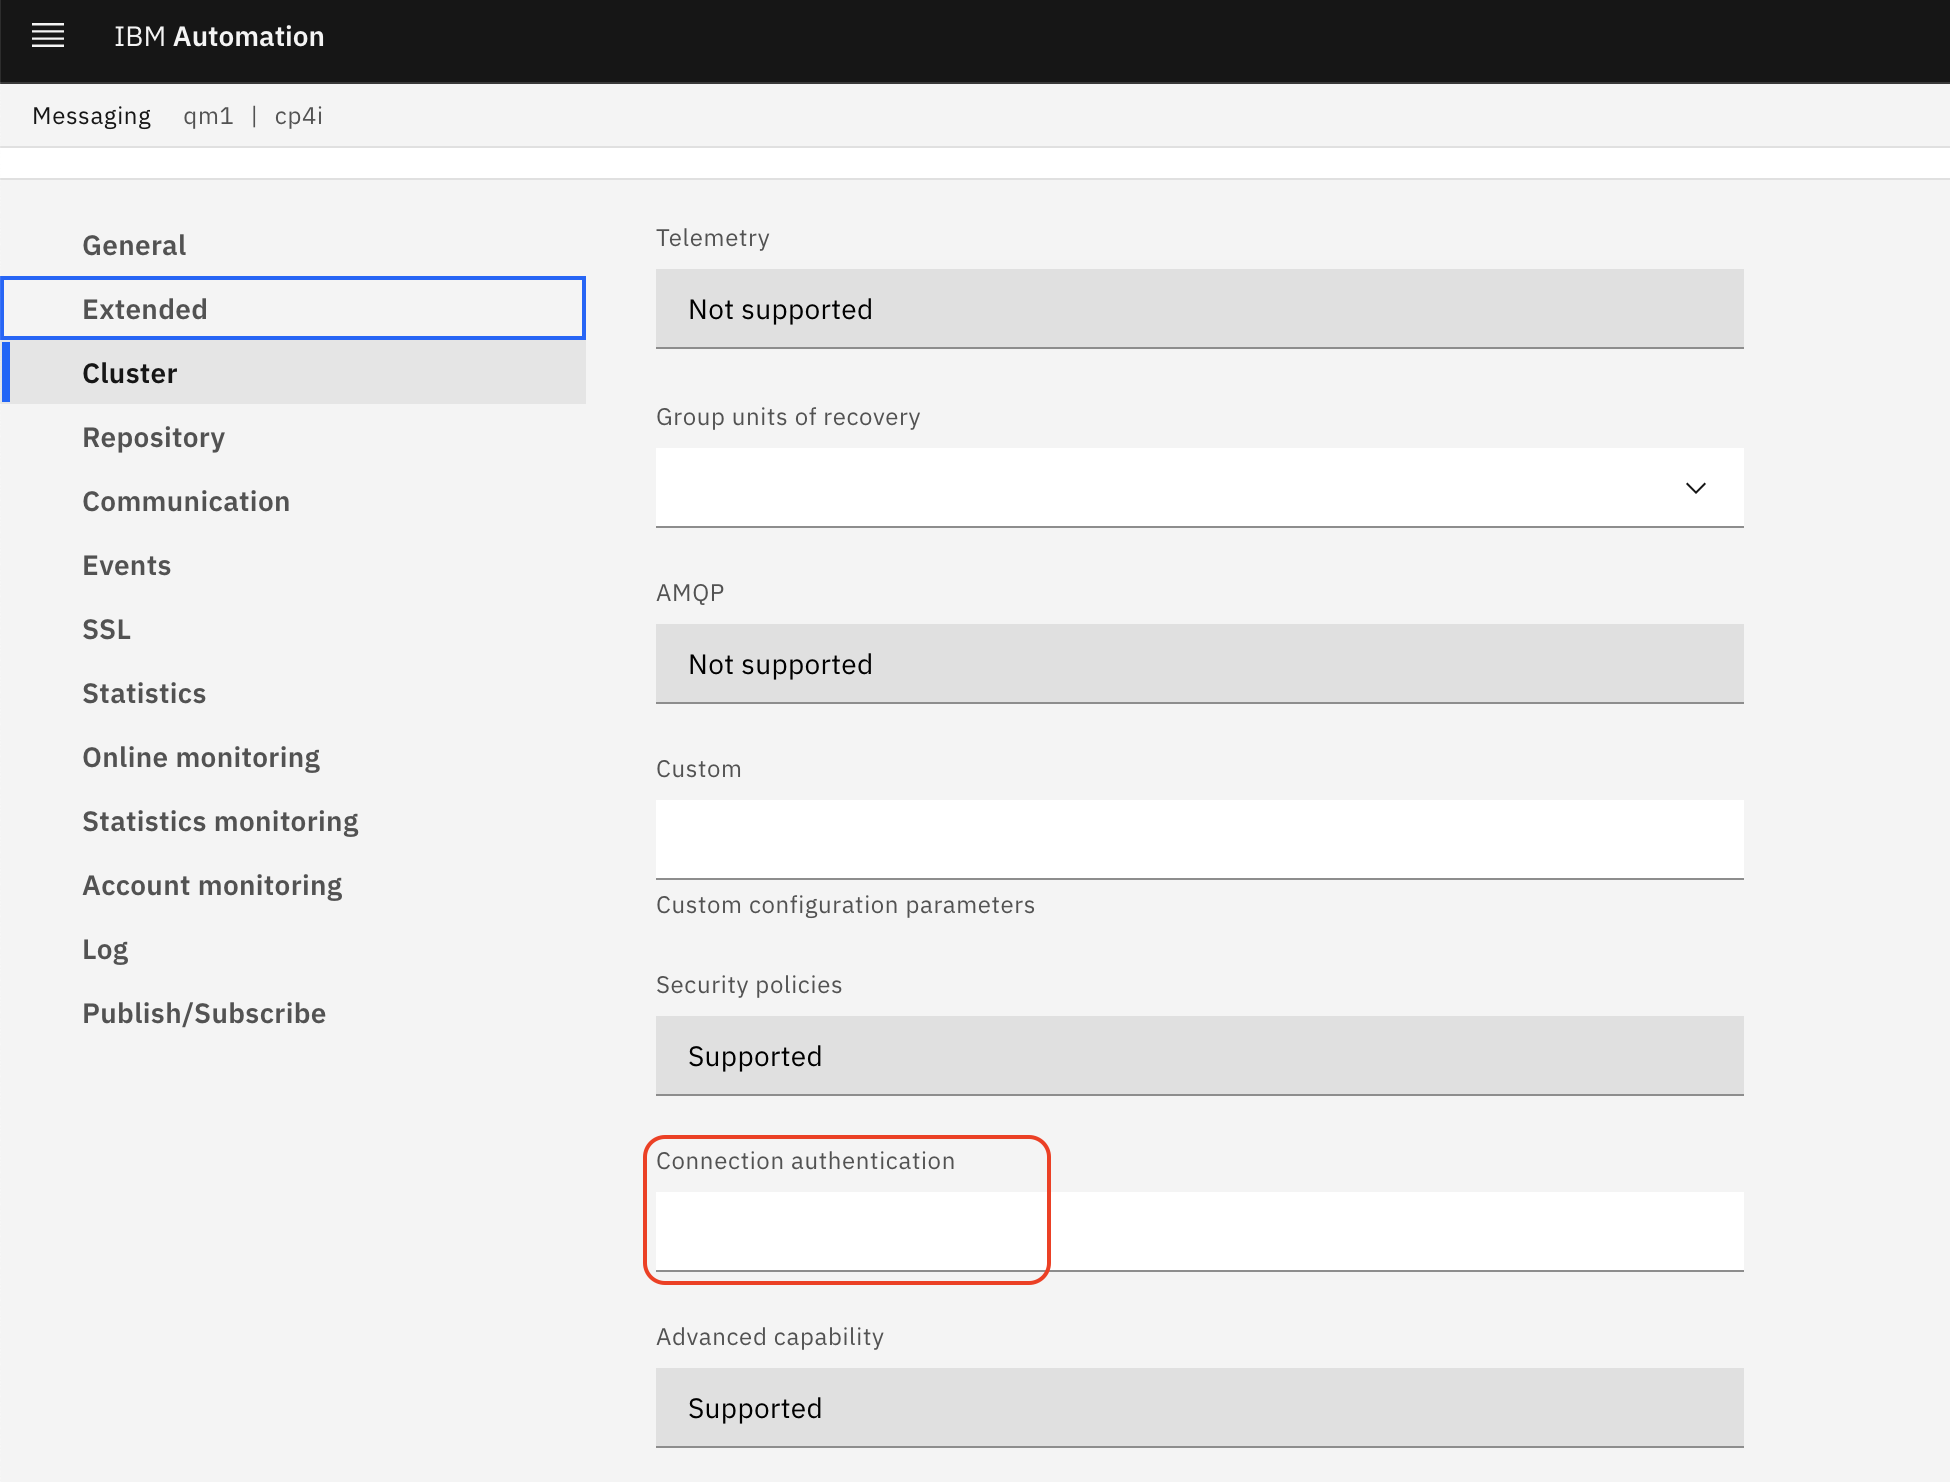 IBM Automation
Messaging qm1 | cp4i
General
Extended
Cluster
Repository
Communication
Events
SSL
Statistics
Online monitoring
Statistics monitoring
Account monitoring
Log
Publish/Subscribe
Telemetry
Not supported
Group units of recovery
AMQP
Not supported
Custom
Custom configuration parameters
Security policies
Supported
Connection authentication
Advanced capability
Supported